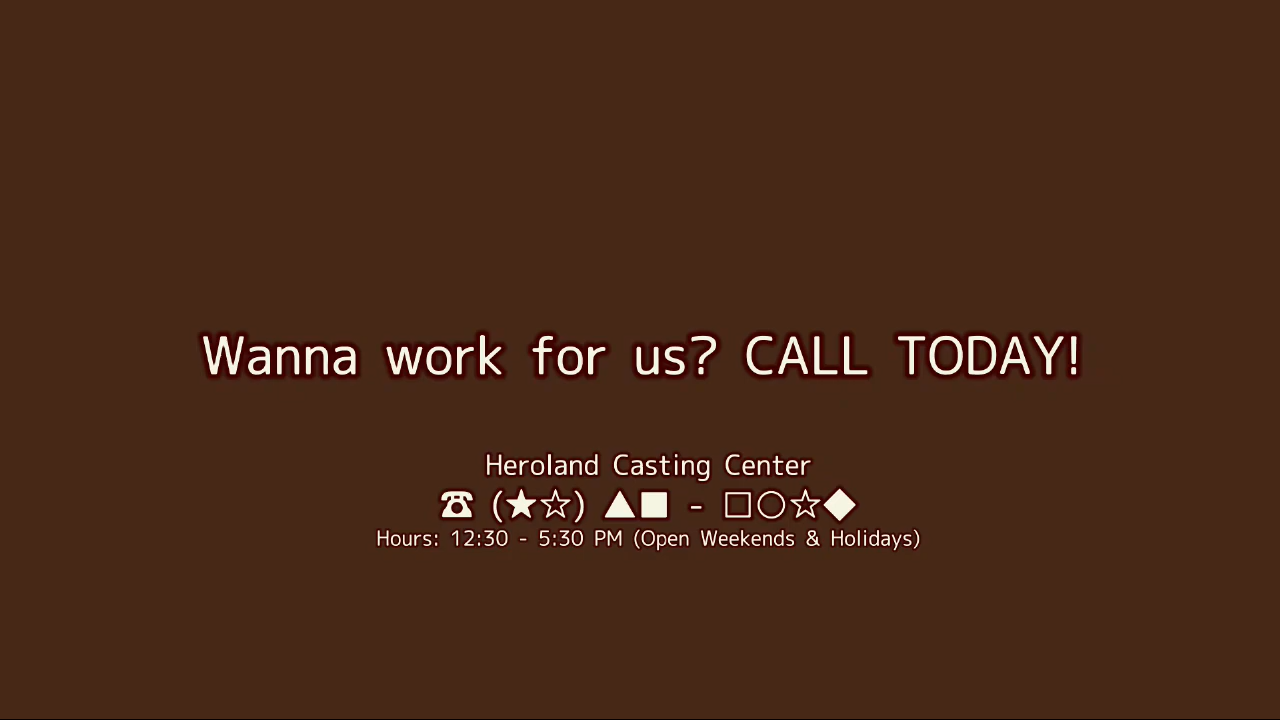 Wanna work for us? CALL TODAY!
Heroland Casting Center
☎ (★☆) ▲■ - □○☆◆
Hours: 12:30 - 5:30 PM (Open Weekends & Holidays)